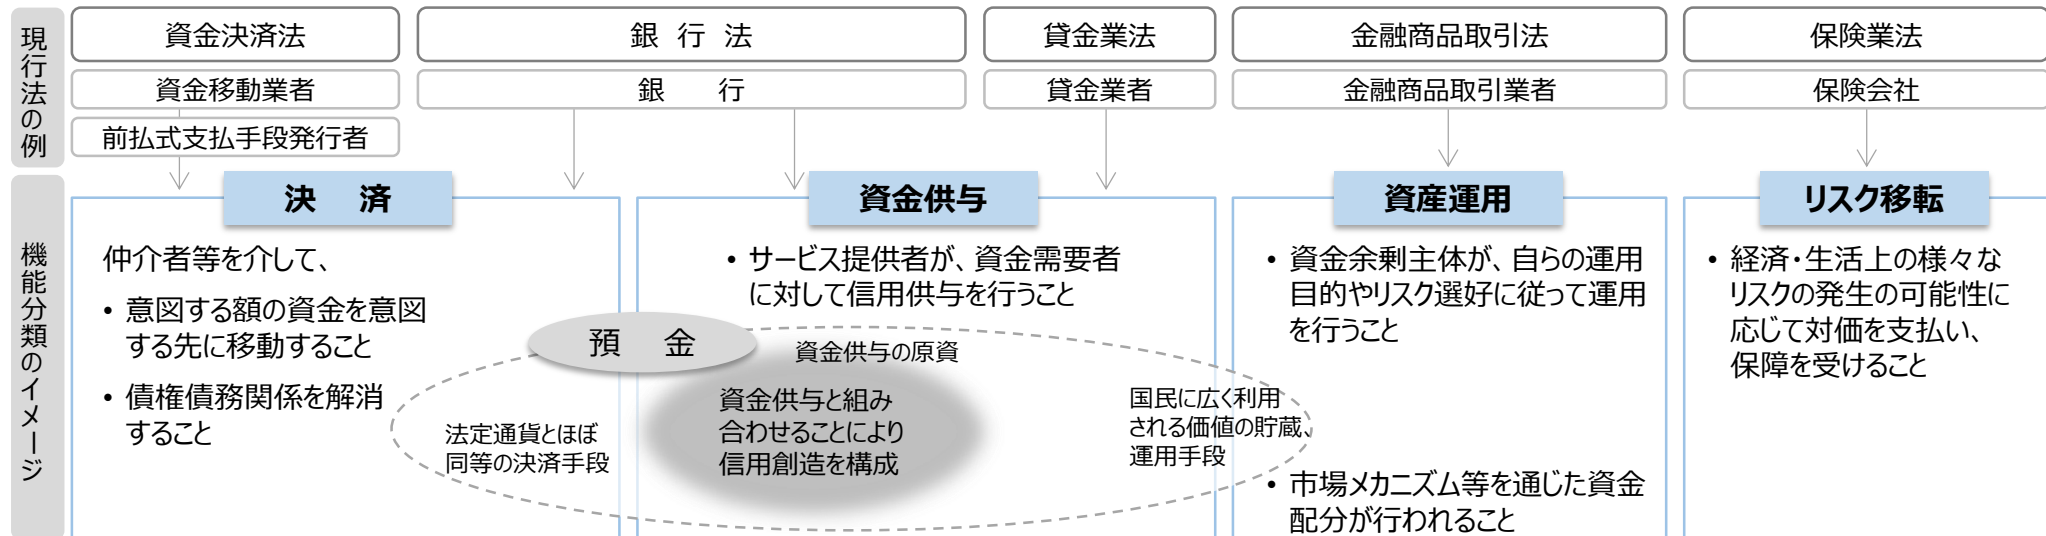 現行法の例
資金決済法
銀 行 法
貸金業法
金融商品取引法
保険業法
資金移動業者
銀 行
貸金業者
金融商品取引業者
保険会社
前払式支払手段発行者
機能分類のイメージ
決 済
仲介者等を介して、
• 意図する額の資金を意図
する先に移動すること
• 債権債務関係を解消
すること
資金供与
• サービス提供者が、資金需要者
に対して信用供与を行うこと
預 金
資金供与の原資
法定通貨とほぼ
同等の決済手段
資金供与と組み
合わせることにより
信用創造を構成
国民に広く利用
される価値の貯蔵、
運用手段
資産運用
• 資金余剰主体が、自らの運用
目的やリスク選好に従って運用
を行うこと
• 市場メカニズム等を通じた資金
配分が行われること
リスク移転
• 経済・生活上の様々な
リスクの発生の可能性に
応じて対価を支払い、
保障を受けること